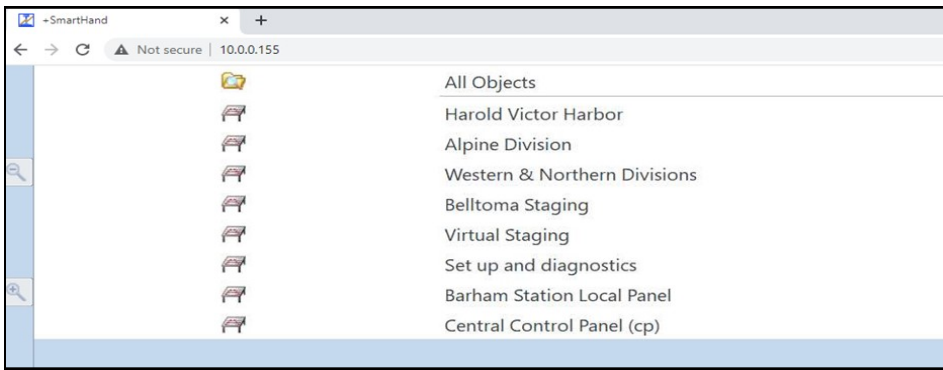 +SmartHand
Not secure | 10.0.0.155
All Objects
Harold Victor Harbor
Alpine Division
Western & Northern Divisions
Belltoma Staging
Virtual Staging
Set up and diagnostics
Barham Station Local Panel
Central Control Panel (cp)